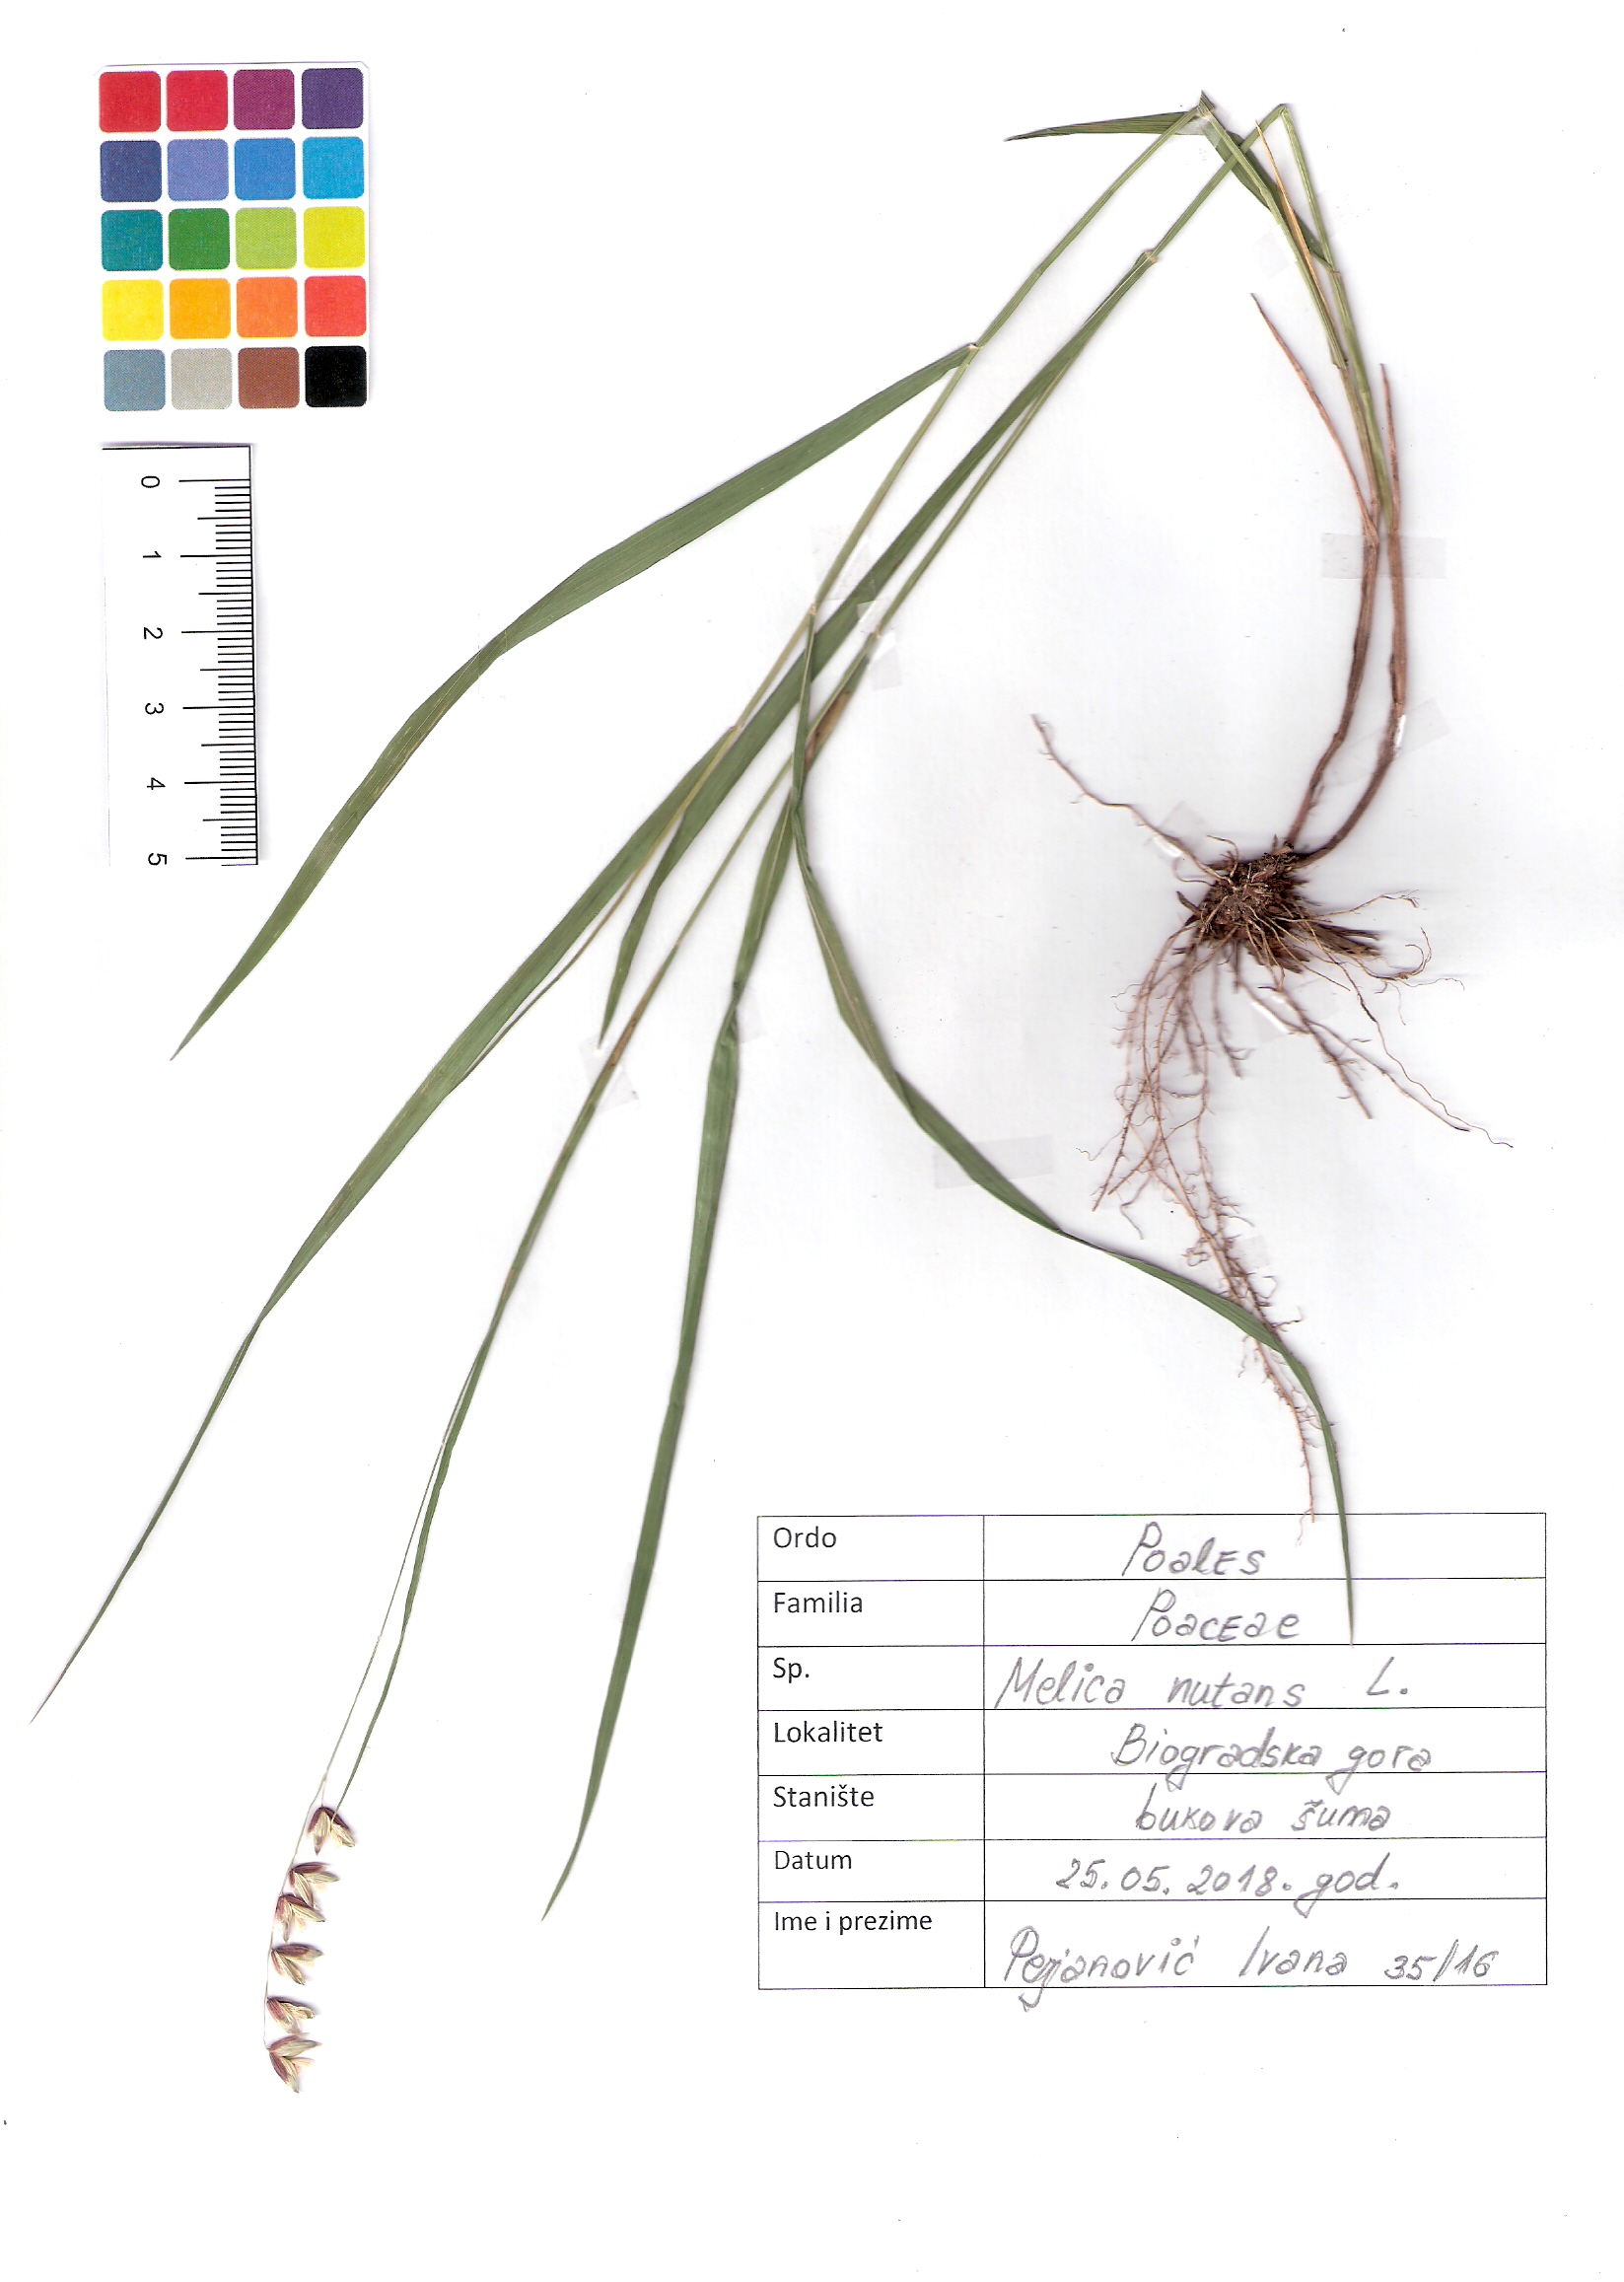 0
1
2
3
4
5
Ordo Poales
Familia Poaceae
Sp. Melica nutans L.
Lokalitet Biogradska gora
Stanište bukova šuma
Datum 25.05.2018. god.
Ime i prezime Ivana 35/16